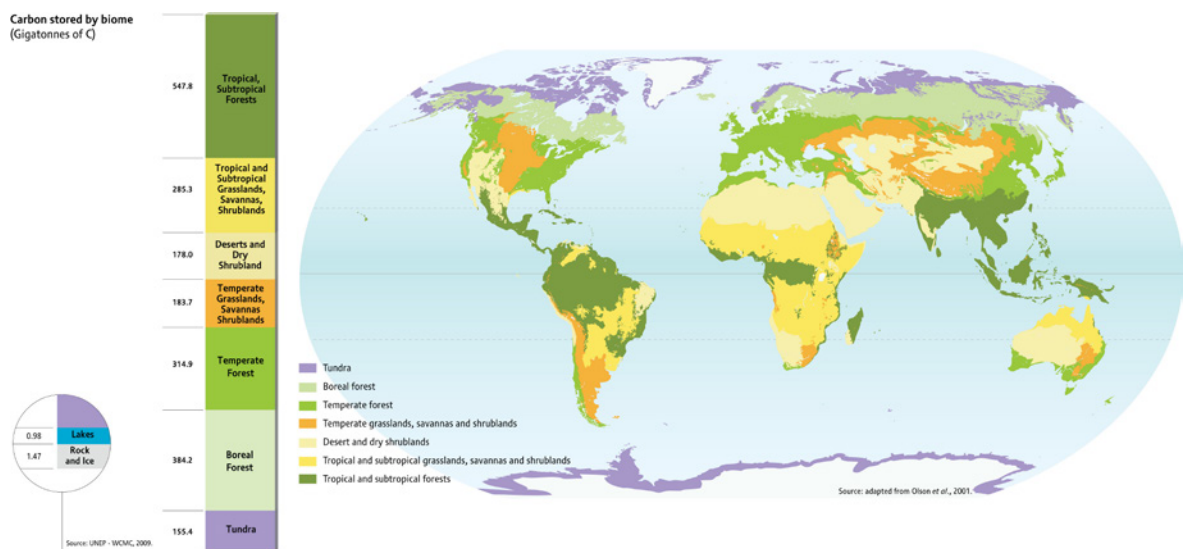 Carbon stored by biome
(Gigatonnes of C)
547.8
Tropical,
Subtropical
Forests
285.3
Tropical and
Subtropical
Grasslands,
Savannas,
Shrublands
178.0
Deserts and
Dry
Shrubland
183.7
Temperate
Grasslands,
Savannas
Shrublands
314.9
Temperate
Forest
384.2
Boreal
Forest
155.4
Tundra
0.98
Lakes
1.47
Rock
and Ice
Source: UNEP - WCMC, 2009.
Tundra
Boreal forest
Temperate forest
Temperate grasslands, savannas and shrublands
Desert and dry shrublands
Tropical and subtropical grasslands, savannas and shrublands
Tropical and subtropical forests
Source: adapted from Olson et al., 2001.